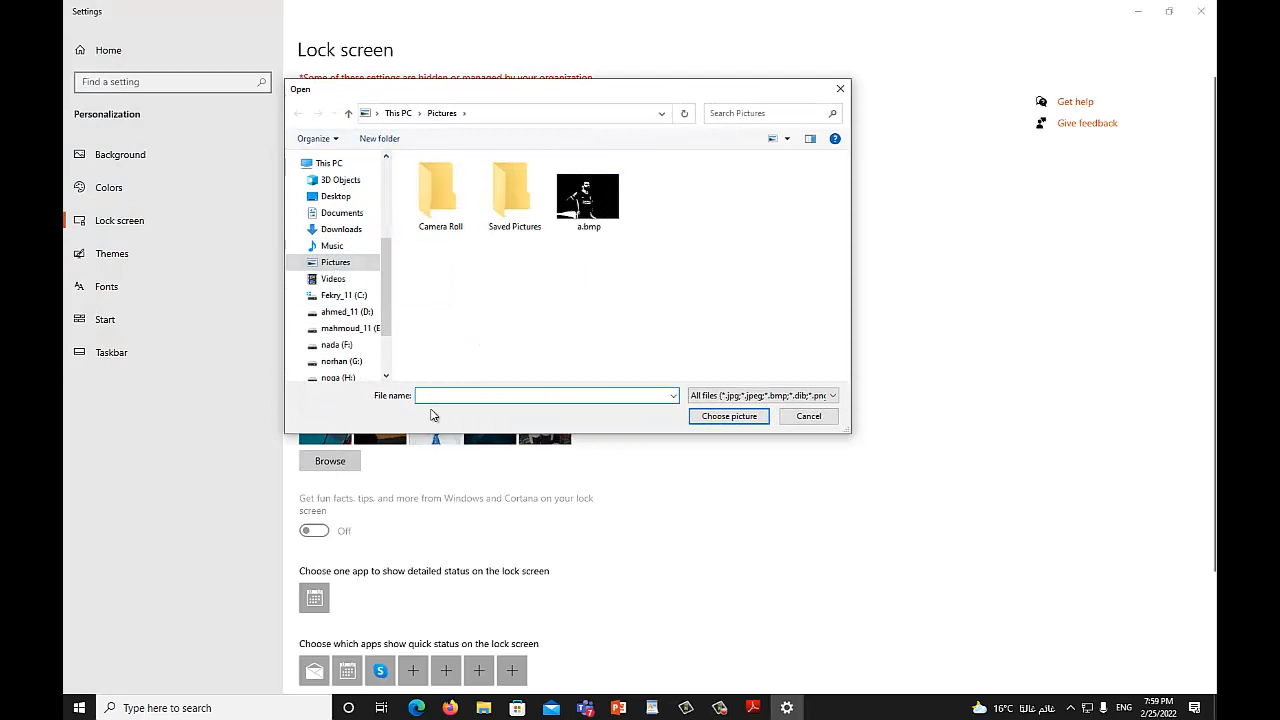 Settings
Home
Find a setting
Personalization
Background
Colors
Lock screen
Themes
Fonts
Start
Taskbar
Lock screen
*Some of these settings are hidden or managed by your organization.
Get help
Give feedback
Open
This PC
Pictures
Search Pictures
Organize
New folder
This PC
3D Objects
Desktop
Documents
Downloads
Music
Pictures
Videos
Fekry_11 (C:)
ahmed_11 (D:)
mahmoud_11 (E
nada (F:)
norhan (G:)
noga (H:)
Camera Roll
Saved Pictures
a.bmp
File name:
All files (*.jpg;*.jpeg;*.bmp;*.dib;*.png
Choose picture
Cancel
Browse
Get fun facts, tips, and more from Windows and Cortana on your lock
screen
Off
Choose one app to show detailed status on the lock screen
Choose which apps show quick status on the lock screen
Type here to search
16°C غائم غالبًا
ENG
7:59 PM
2/25/2022